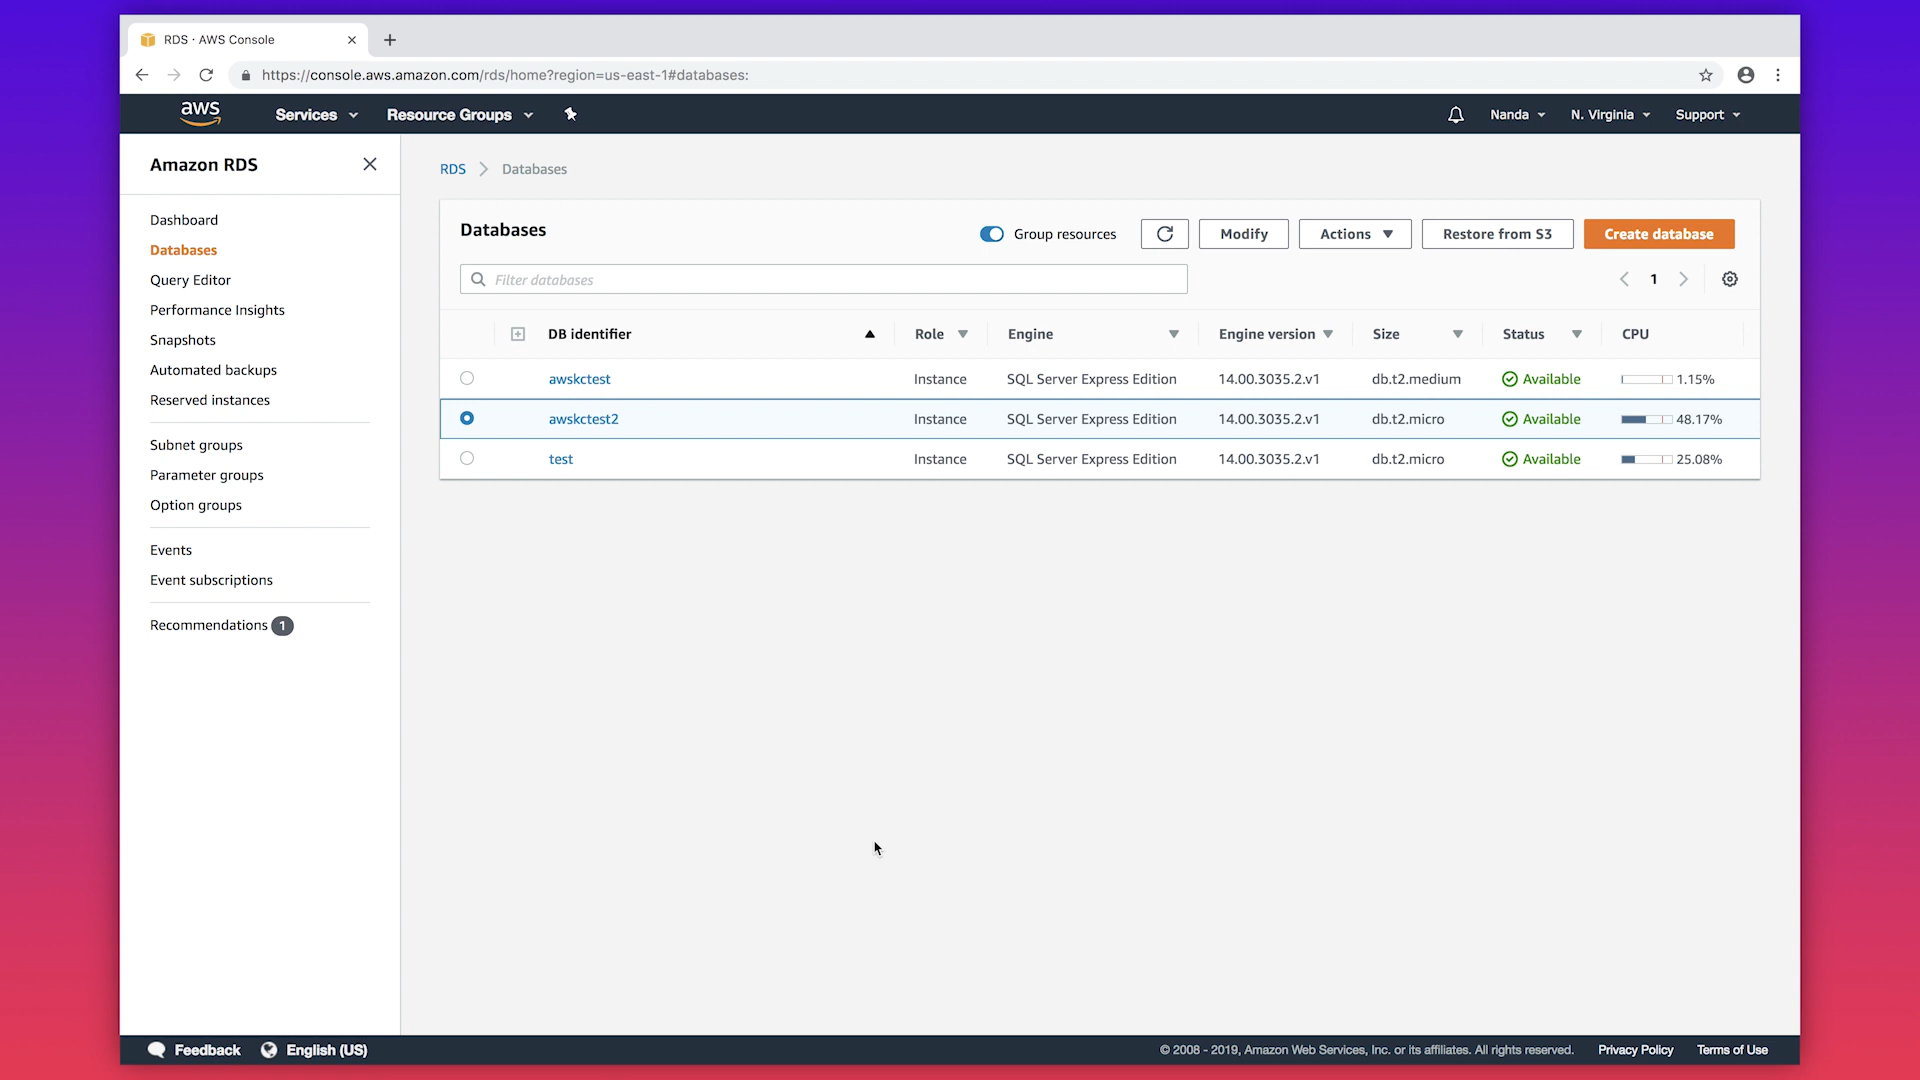 RDS · AWS Console
https://console.aws.amazon.com/rds/home?region=us-east-1#databases:
aws Services Resource Groups Nanda N. Virginia Support
Amazon RDS
Dashboard
Databases
Query Editor
Performance Insights
Snapshots
Automated backups
Reserved instances
Subnet groups
Parameter groups
Option groups
Events
Event subscriptions
Recommendations 1
RDS Databases
Databases Group resources Modify Actions Restore from S3 Create database
Filter databases 1
DB identifier Role Engine Engine version Size Status CPU
awskctest Instance SQL Server Express Edition 14.00.3035.2.v1 db.t2.medium Available 1.15%
awskctest2 Instance SQL Server Express Edition 14.00.3035.2.v1 db.t2.micro Available 48.17%
test Instance SQL Server Express Edition 14.00.3035.2.v1 db.t2.micro Available 25.08%
Feedback English (US) © 2008 - 2019, Amazon Web Services, Inc. or its affiliates. All rights reserved. Privacy Policy Terms of Use